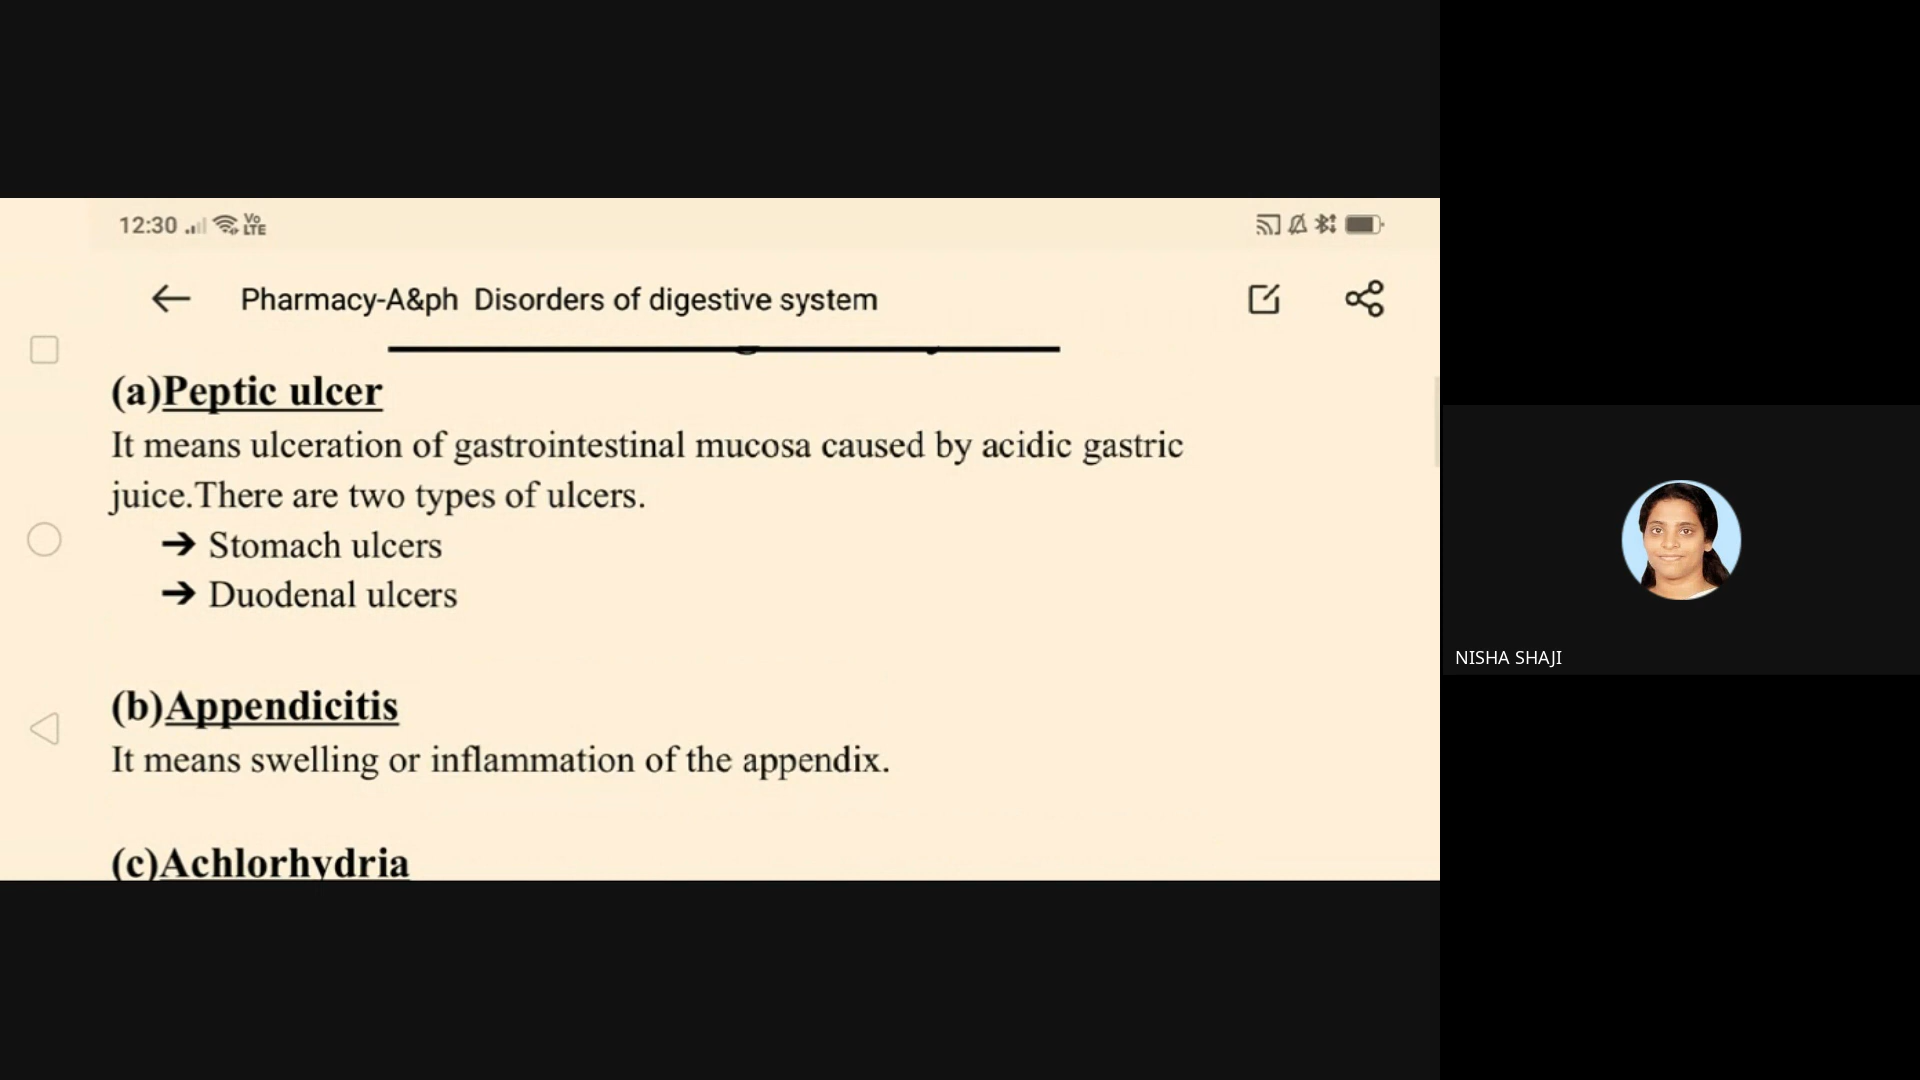 12:30 Vo LTE
Pharmacy-A&ph Disorders of digestive system
(a)Peptic ulcer
It means ulceration of gastrointestinal mucosa caused by acidic gastric
juice.There are two types of ulcers.
➔ Stomach ulcers
➔ Duodenal ulcers
(b)Appendicitis
It means swelling or inflammation of the appendix.
(c)Achlorhydria
NISHA SHAJI